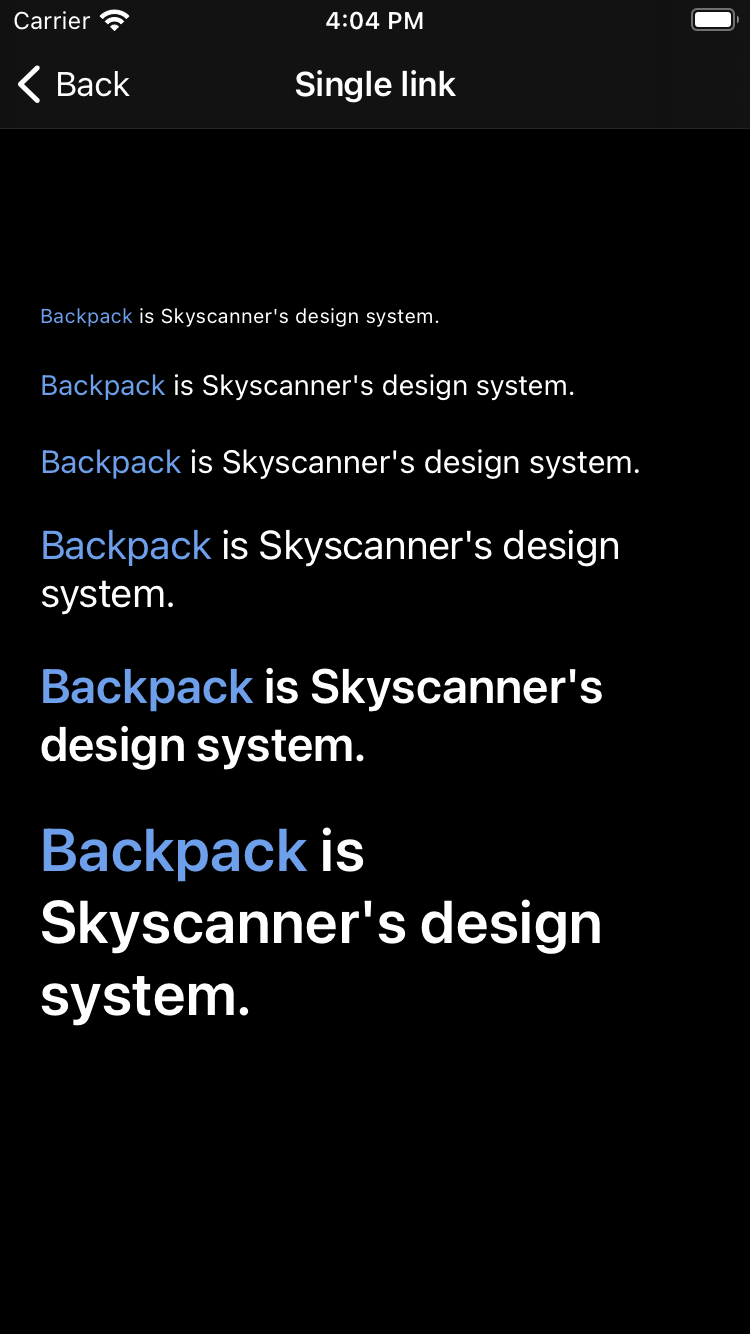 Carrier 4:04 PM
Back Single link
Backpack is Skyscanner's design system.
Backpack is Skyscanner's design system.
Backpack is Skyscanner's design system.
Backpack is Skyscanner's design
system.
Backpack is Skyscanner's
design system.
Backpack is
Skyscanner's design
system.